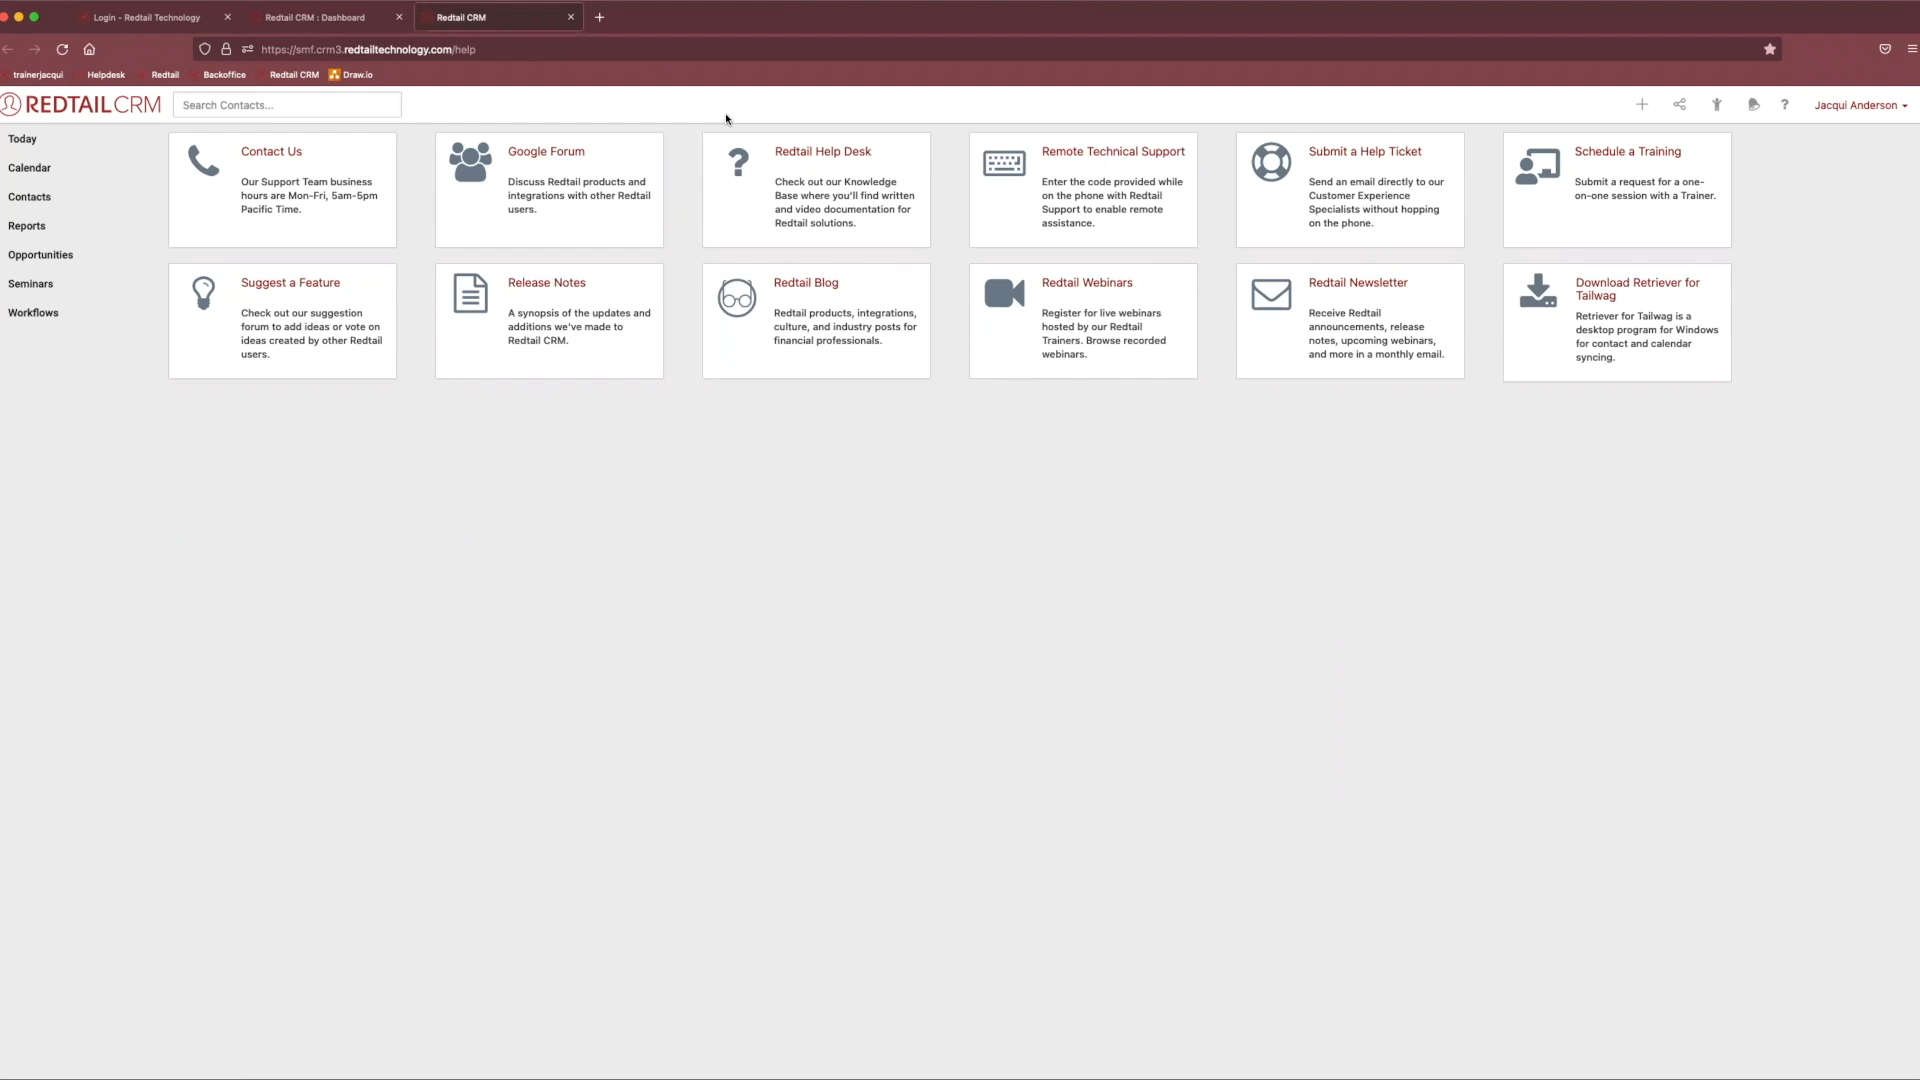 Login - Redtail Technology
Redtail CRM : Dashboard
Redtail CRM
https://smf.crm3.redtailtechnology.com/help
trainerjacqui Helpdesk Redtail Backoffice Redtail CRM Draw.io
REDTAILCRM
Search Contacts...
Jacqui Anderson
Today
Calendar
Contacts
Reports
Opportunities
Seminars
Workflows
Contact Us
Our Support Team business
hours are Mon-Fri, 5am-5pm
Pacific Time.
Google Forum
Discuss Redtail products and
integrations with other Redtail
users.
Redtail Help Desk
Check out our Knowledge
Base where you'll find written
and video documentation for
Redtail solutions.
Remote Technical Support
Enter the code provided while
on the phone with Redtail
Support to enable remote
assistance.
Submit a Help Ticket
Send an email directly to our
Customer Experience
Specialists without hopping
on the phone.
Schedule a Training
Submit a request for a one-
on-one session with a Trainer.
Suggest a Feature
Check out our suggestion
forum to add ideas or vote on
ideas created by other Redtail
users.
Release Notes
A synopsis of the updates and
additions we've made to
Redtail CRM.
Redtail Blog
Redtail products, integrations,
culture, and industry posts for
financial professionals.
Redtail Webinars
Register for live webinars
hosted by our Redtail
Trainers. Browse recorded
webinars.
Redtail Newsletter
Receive Redtail
announcements, release
notes, upcoming webinars,
and more in a monthly email.
Download Retriever for
Tailwag
Retriever for Tailwag is a
desktop program for Windows
for contact and calendar
syncing.